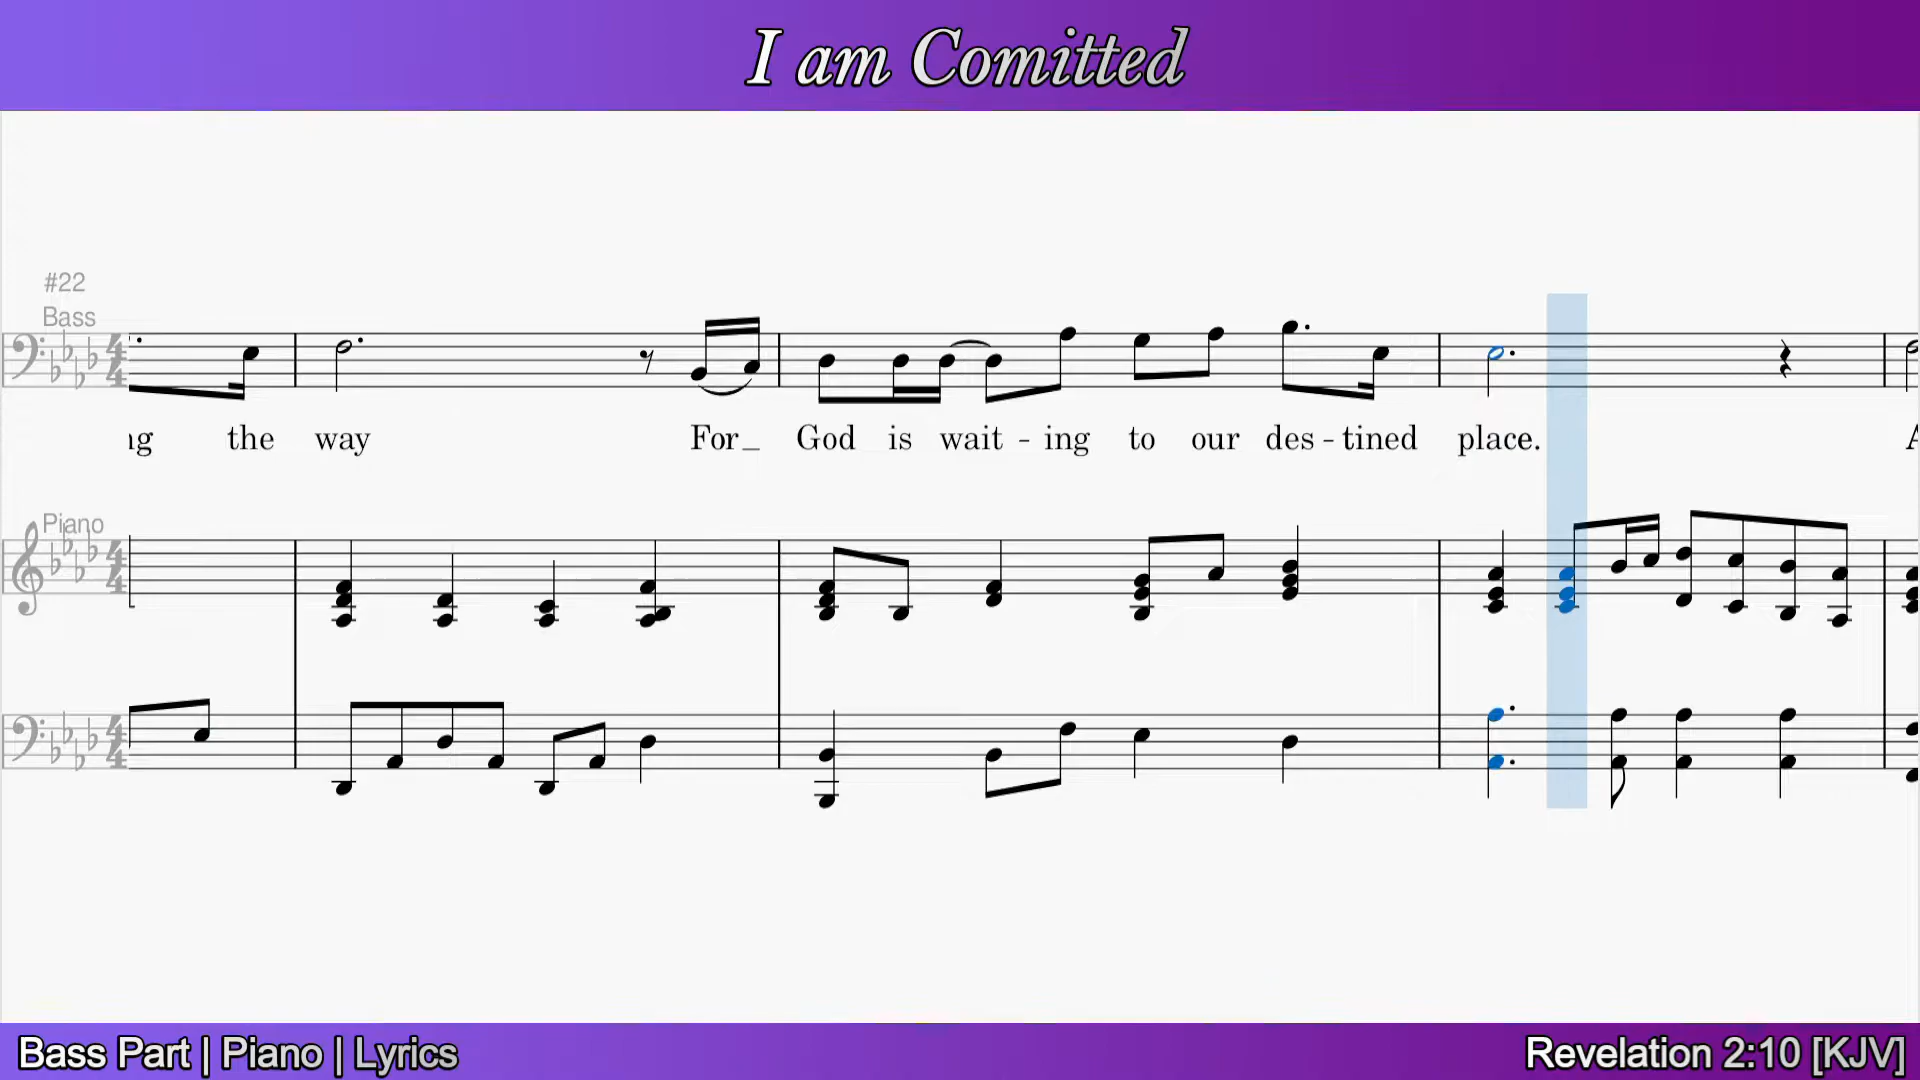 I am Comitted
#22
Bass
the way For_ God is wait - ing to our des - tined place.
Piano
Bass Part | Piano | Lyrics
Revelation 2:10 [KJV]